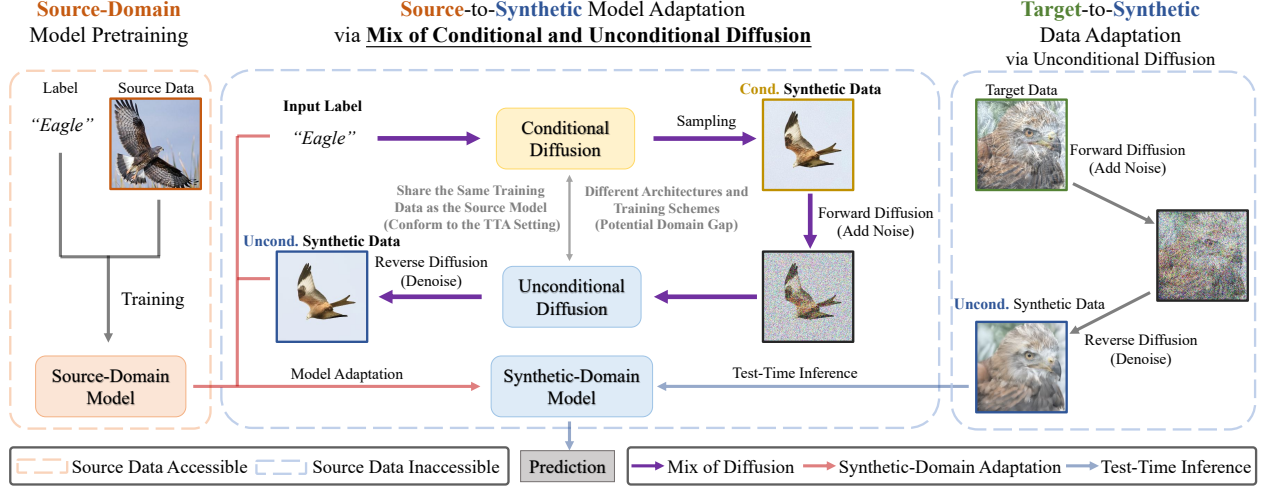 Source-Domain
Model Pretraining
Source-to-Synthetic Model Adaptation
via Mix of Conditional and Unconditional Diffusion
Target-to-Synthetic
Data Adaptation
via Unconditional Diffusion
Label
Source Data
"Eagle"
Training
Source-Domain
Model
Input Label
"Eagle"
Conditional
Diffusion
Sampling
Cond. Synthetic Data
Share the Same Training
Data as the Source Model
(Conform to the TTA Setting)
Different Architectures and
Training Schemes
(Potential Domain Gap)
Forward Diffusion
(Add Noise)
Uncond. Synthetic Data
Reverse Diffusion
(Denoise)
Unconditional
Diffusion
Model Adaptation
Synthetic-Domain
Model
Test-Time Inference
Target Data
Forward Diffusion
(Add Noise)
Uncond. Synthetic Data
Reverse Diffusion
(Denoise)
Source Data Accessible
Source Data Inaccessible
Prediction
Mix of Diffusion
Synthetic-Domain Adaptation
Test-Time Inference